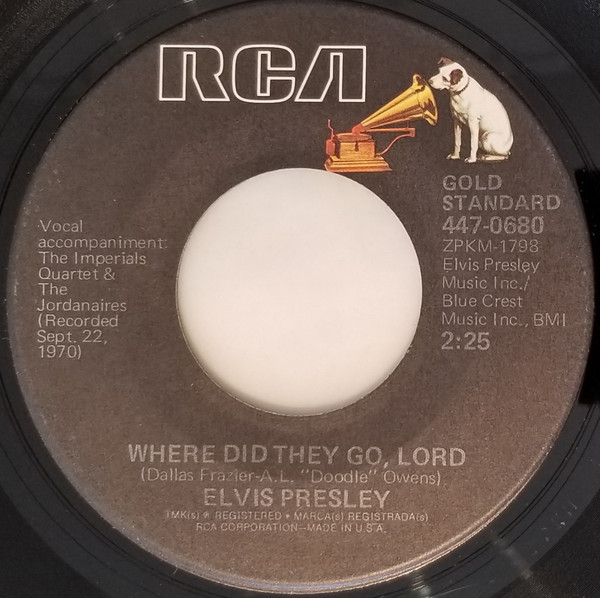 RCA
GOLD
STANDARD
447-0680
ZPKM-1798
Elvis Presley
Music Inc./
Blue Crest
Music Inc., BMI
2:25
Vocal
accompaniment:
The Imperials
Quartet &
The
Jordanaires
(Recorded
Sept. 22,
1970)
WHERE DID THEY GO, LORD
(Dallas Frazier-A.L. "Doodle" Owens)
ELVIS PRESLEY
TMK(s) ® REGISTERED • MARCA(s) REGISTRADA(s)
RCA CORPORATION—MADE IN U.S.A.